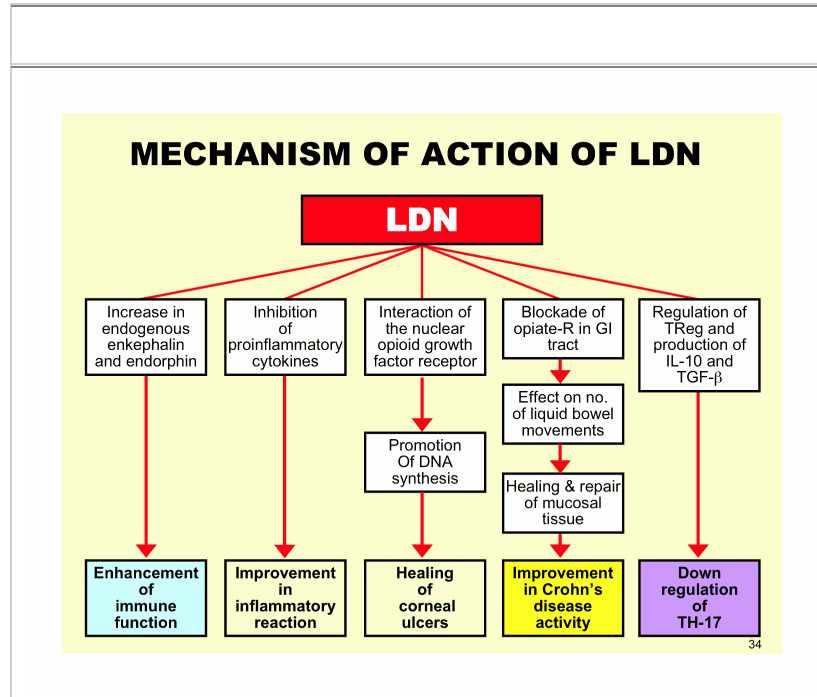 MECHANISM OF ACTION OF LDN
LDN
Increase in
endogenous
enkephalin
and endorphin
Inhibition
of
proinflammatory
cytokines
Interaction of
the nuclear
opioid growth
factor receptor
Blockade of
opiate-R in GI
tract
Regulation of
TReg and
production of
IL-10 and
TGF-β
Effect on no.
of liquid bowel
movements
Promotion
Of DNA
synthesis
Healing & repair
of mucosal
tissue
Enhancement
of
immune
function
Improvement
in
inflammatory
reaction
Healing
of
corneal
ulcers
Improvement
in Crohn's
disease
activity
Down
regulation
of
TH-17
34